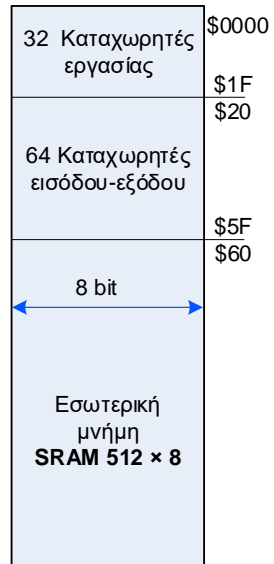 32 Καταχωρητές
εργασίας
$0000
$1F
$20
64 Καταχωρητές
εισόδου-εξόδου
$5F
$60
8 bit
Εσωτερική
μνήμη
SRAM 512 × 8